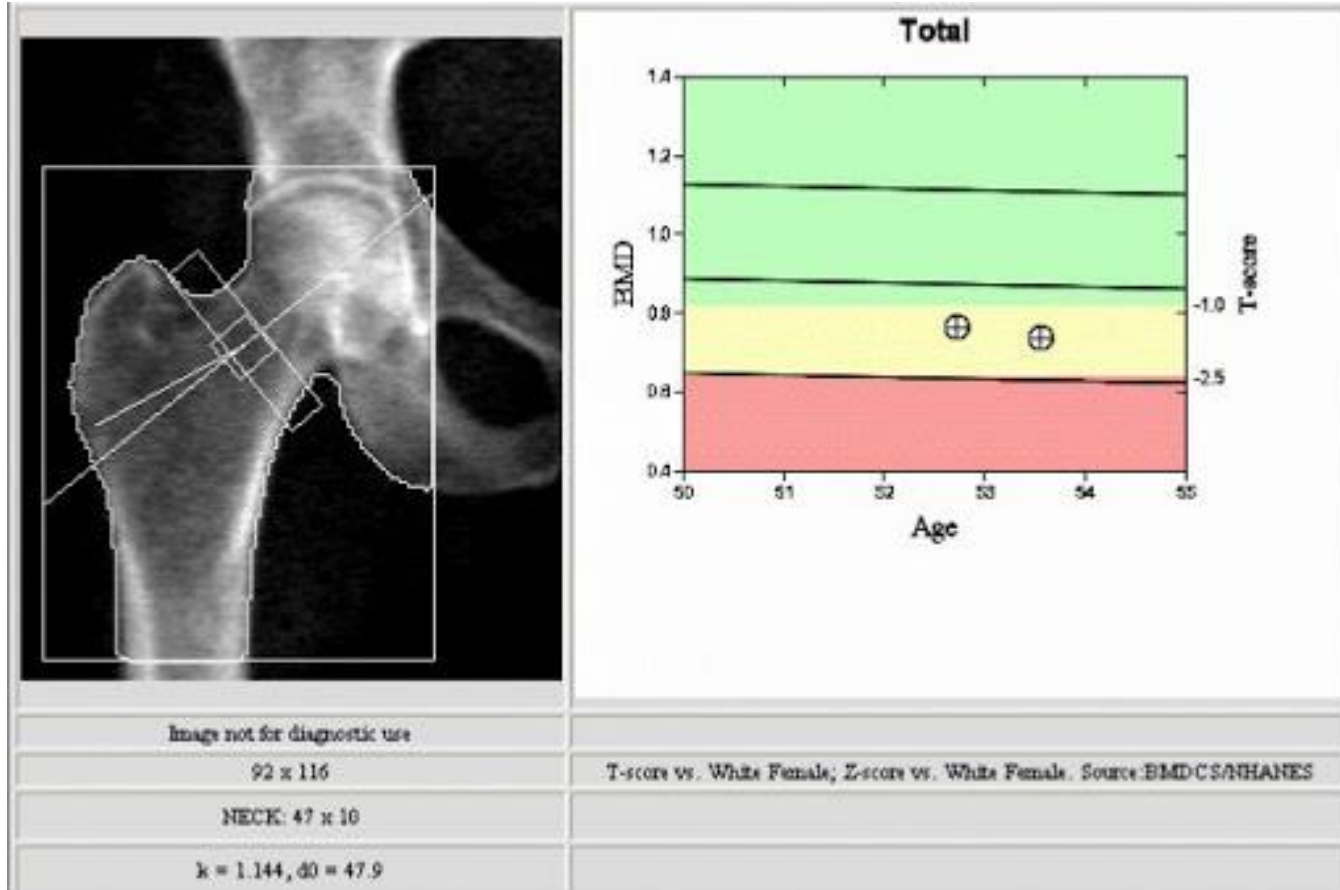 Total
1.4
1.2
1.0
0.8
0.6
0.4
BMD
-1.0
-2.5
T-score
50 51 52 53 54 55
Age
Image not for diagnostic use
92 x 116
T-score vs. White Female; Z-score vs. White Female. Source:BMDCS/NHANES
NECK: 47 x 10
k = 1.144, d0 = 47.9